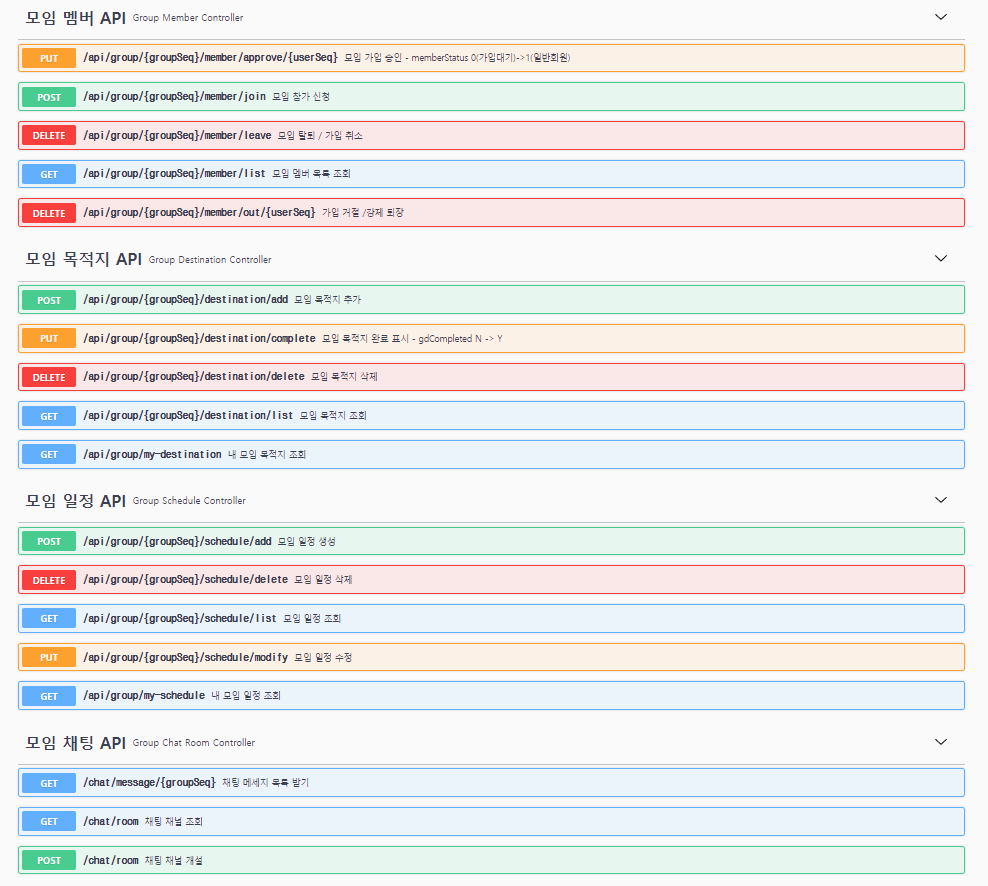 모임 멤버 API Group Member Controller
PUT /api/group/{groupSeq}/member/approve/{userSeq} 모임 가입 승인 - memberStatus 0(가입대기)->1(일반회원)
POST /api/group/{groupSeq}/member/join 모임 참가 신청
DELETE /api/group/{groupSeq}/member/leave 모임 탈퇴 / 가입 취소
GET /api/group/{groupSeq}/member/list 모임 멤버 목록 조회
DELETE /api/group/{groupSeq}/member/out/{userSeq} 가입 거절 /강제 퇴장
모임 목적지 API Group Destination Controller
POST /api/group/{groupSeq}/destination/add 모임 목적지 추가
PUT /api/group/{groupSeq}/destination/complete 모임 목적지 완료 표시 - gdCompleted N -> Y
DELETE /api/group/{groupSeq}/destination/delete 모임 목적지 삭제
GET /api/group/{groupSeq}/destination/list 모임 목적지 조회
GET /api/group/my-destination 내 모임 목적지 조회
모임 일정 API Group Schedule Controller
POST /api/group/{groupSeq}/schedule/add 모임 일정 생성
DELETE /api/group/{groupSeq}/schedule/delete 모임 일정 삭제
GET /api/group/{groupSeq}/schedule/list 모임 일정 조회
PUT /api/group/{groupSeq}/schedule/modify 모임 일정 수정
GET /api/group/my-schedule 내 모임 일정 조회
모임 채팅 API Group Chat Room Controller
GET /chat/message/{groupSeq} 채팅 메세지 목록 받기
GET /chat/room 채팅 채널 조회
POST /chat/room 채팅 채널 개설